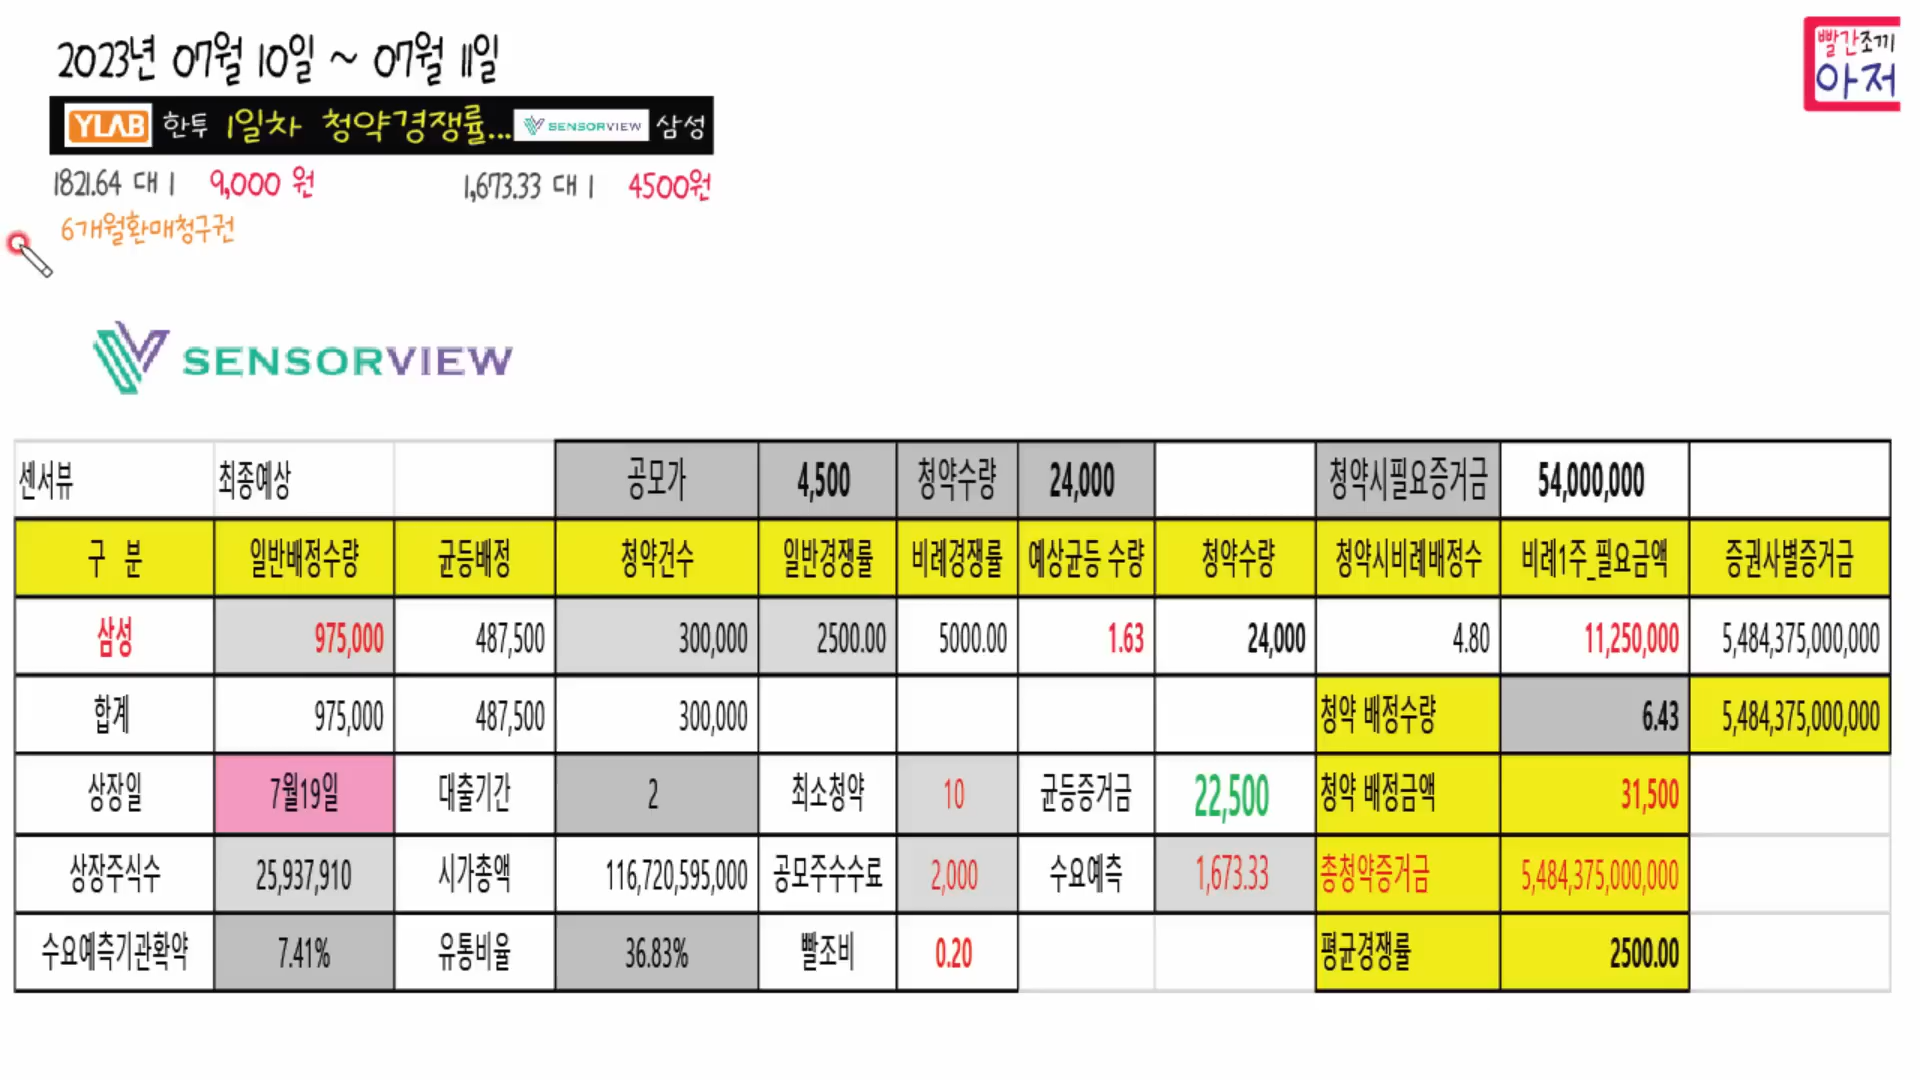 2023년 07월 10일 ~ 07월 11일
빨간조끼
아저
YLAB 한투 1일차 청약경쟁률... SENSORVIEW 삼성
1821.64 대 1 9,000 원 1,673.33 대 1 4500원
6개월환매청구권
SENSORVIEW
센서뷰 최종예상 공모가 4,500 청약수량 24,000 청약시필요증거금 54,000,000
구 분 일반배정수량 균등배정 청약건수 일반경쟁률 비례경쟁률 예상균등 수량 청약수량 청약시비례배정수 비례1주_필요금액 증권사별증거금
삼성 975,000 487,500 300,000 2500.00 5000.00 1.63 24,000 4.80 11,250,000 5,484,375,000,000
합계 975,000 487,500 300,000 청약 배정수량 6.43 5,484,375,000,000
상장일 7월19일 대출기간 2 최소청약 10 균등증거금 22,500 청약 배정금액 31,500
상장주식수 25,937,910 시가총액 116,720,595,000 공모주수수료 2,000 수요예측 1,673.33 총청약증거금 5,484,375,000,000
수요예측기관확약 7.41% 유통비율 36.83% 빨조비 0.20 평균경쟁률 2500.00